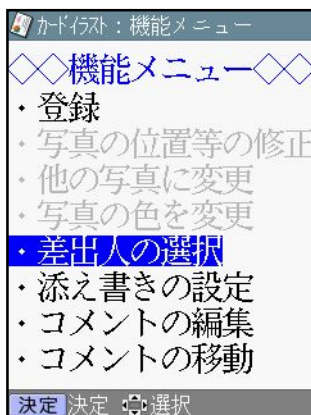 カードイラスト：機能メニュー
◇◇機能メニュー◇◇
・登録
・写真の位置等の修正
・他の写真に変更
・写真の色を変更
・差出人の選択
・添え書きの設定
・コメントの編集
・コメントの移動
決定 決定 選択